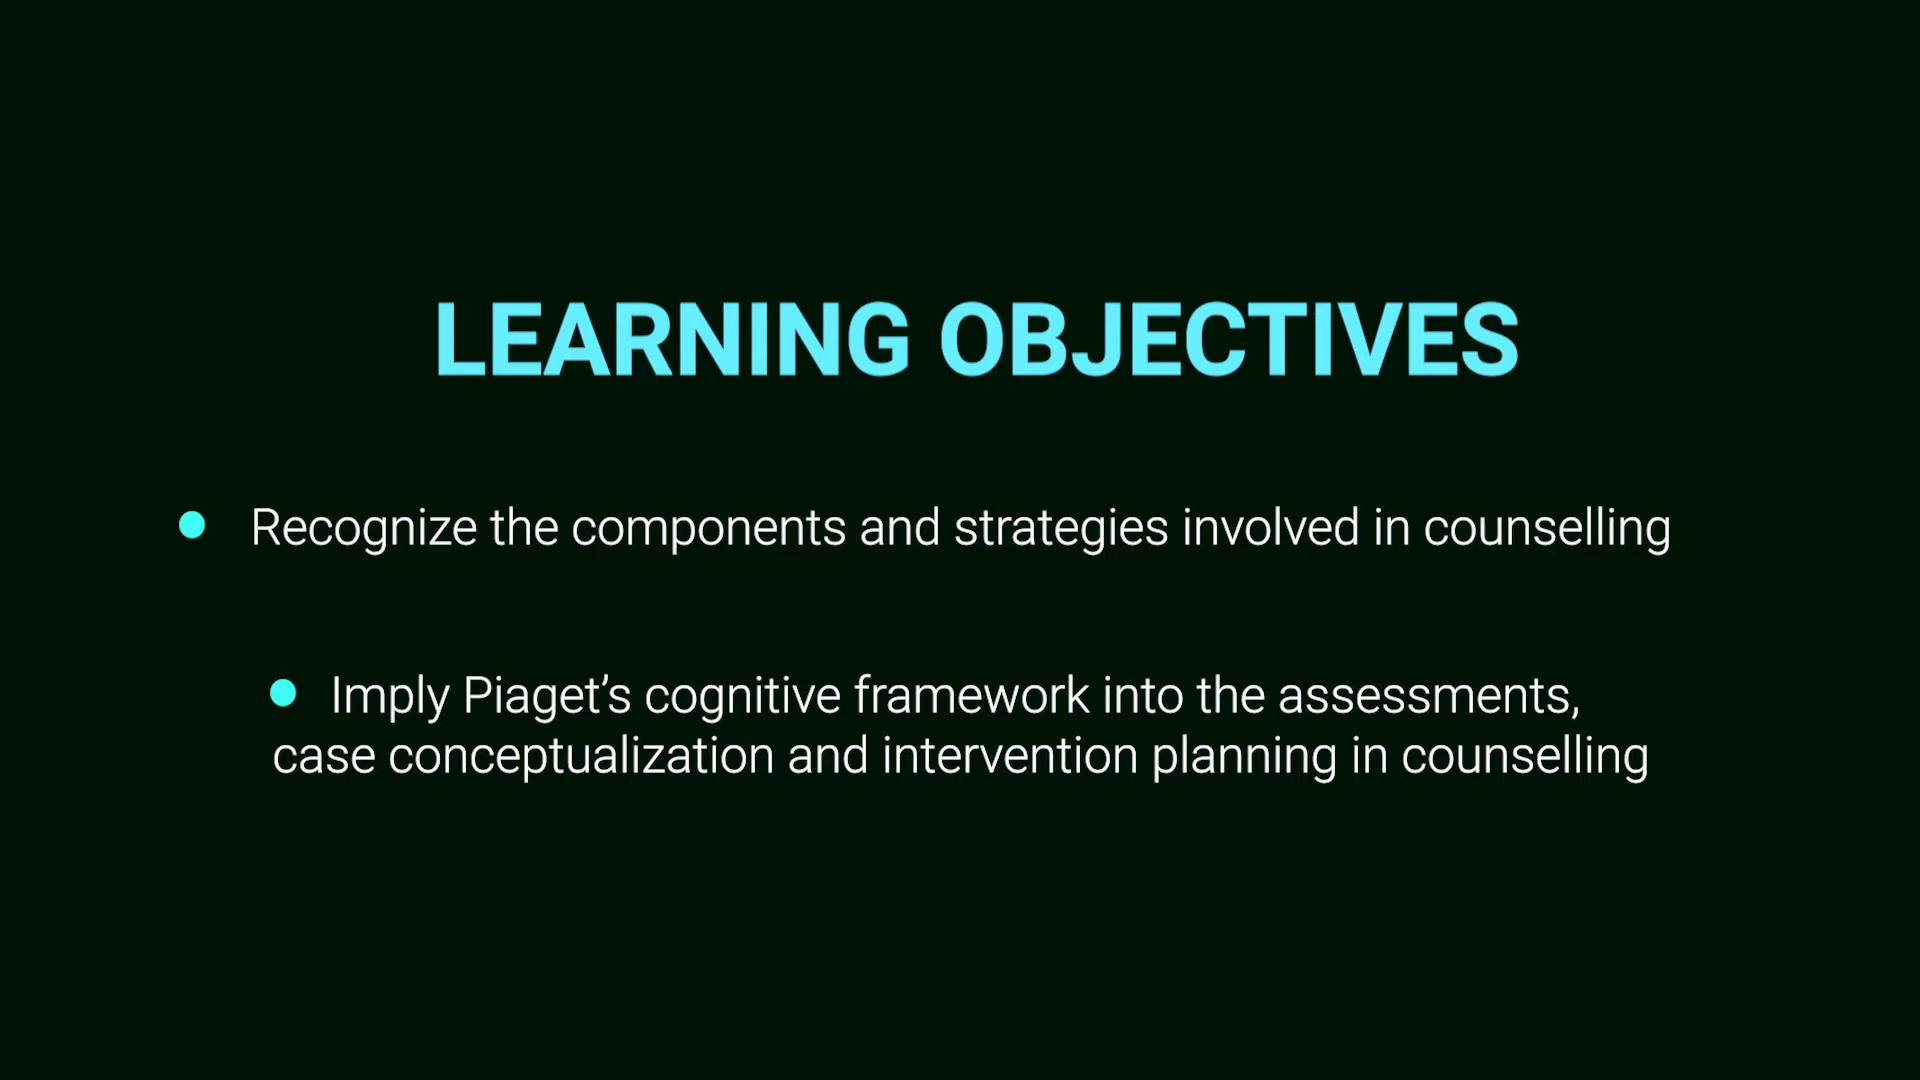 LEARNING OBJECTIVES
● Recognize the components and strategies involved in counselling
● Imply Piaget’s cognitive framework into the assessments,
case conceptualization and intervention planning in counselling